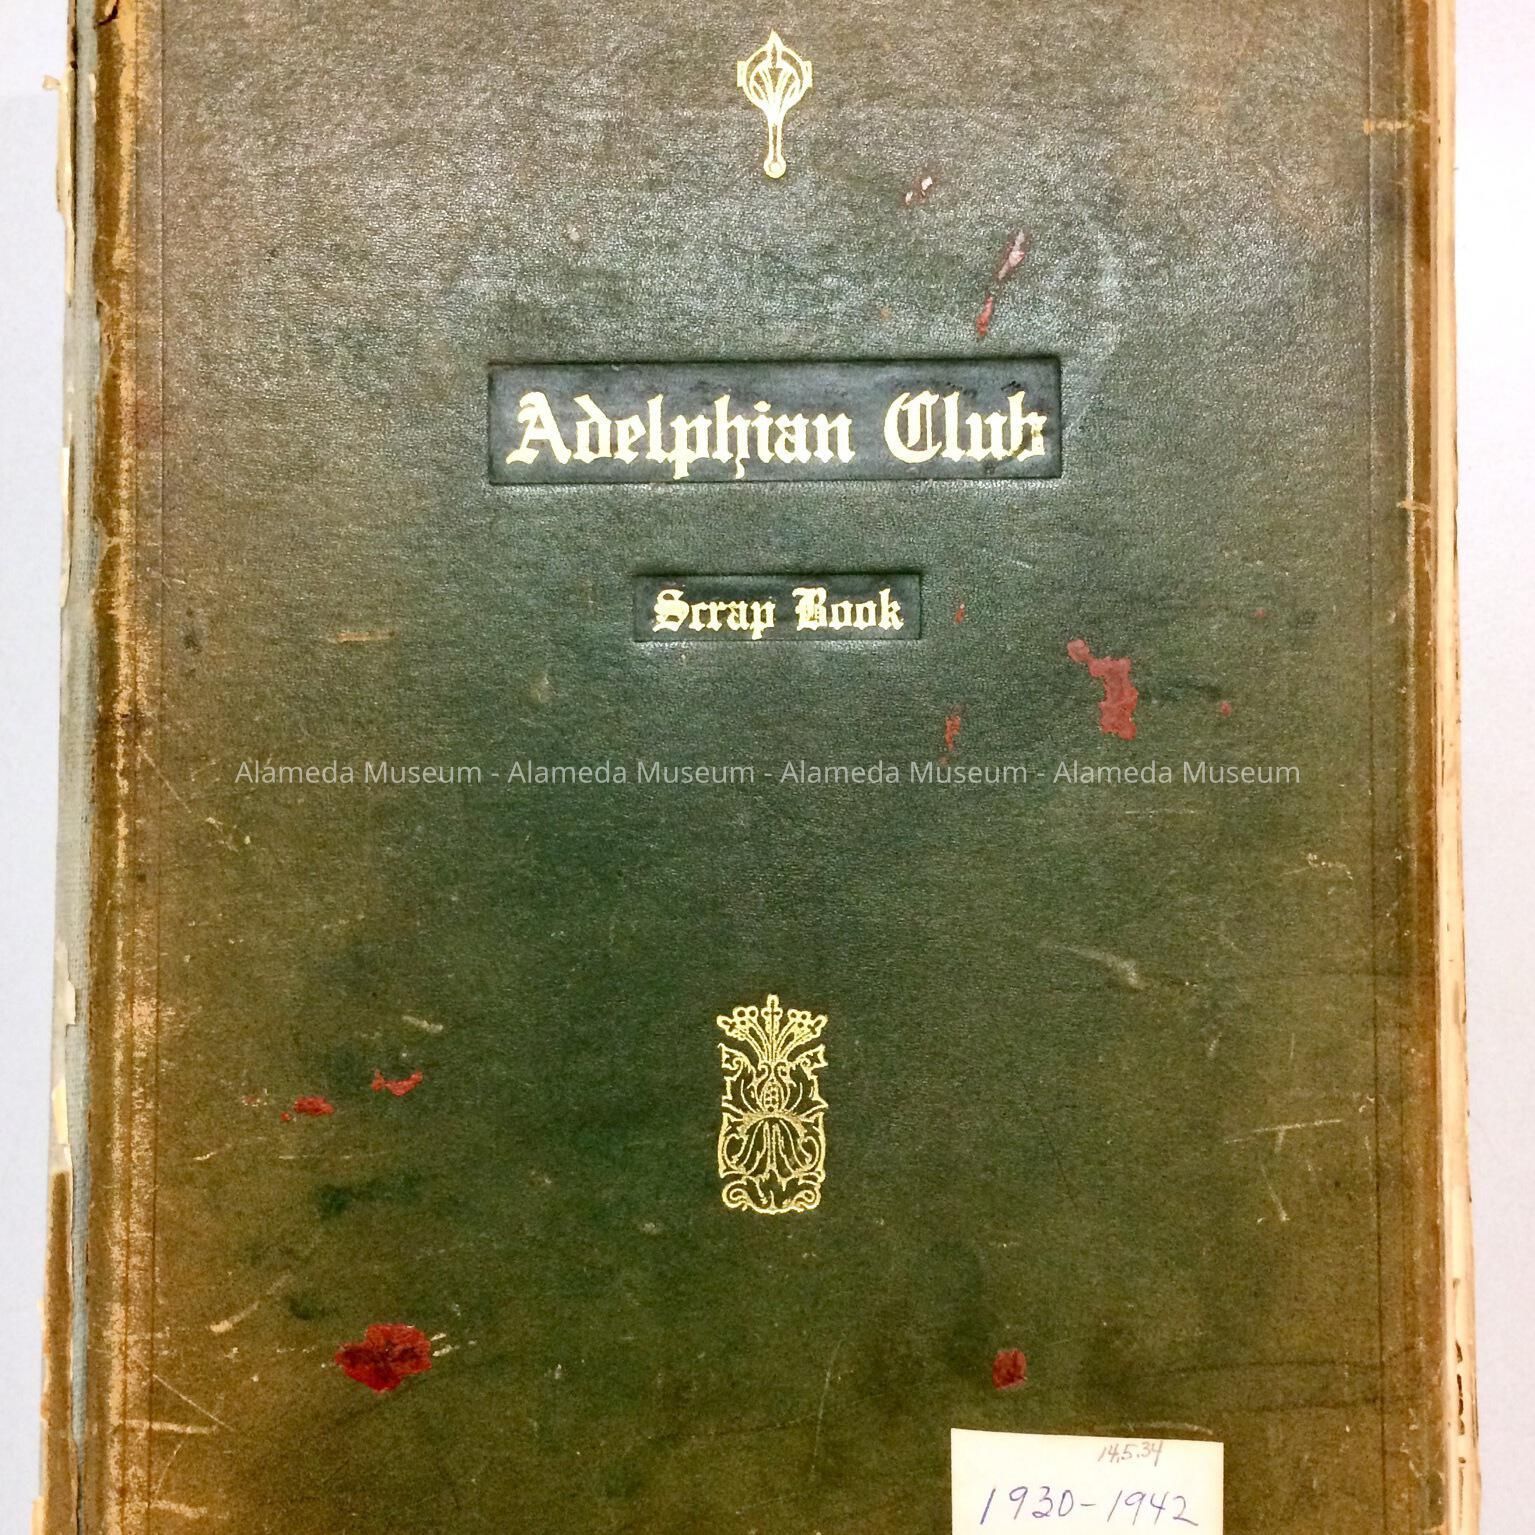 Adelphian Club
Scrap Book
Alameda Museum - Alameda Museum - Alameda Museum - Alameda Museum
14.5.34
1930-1942